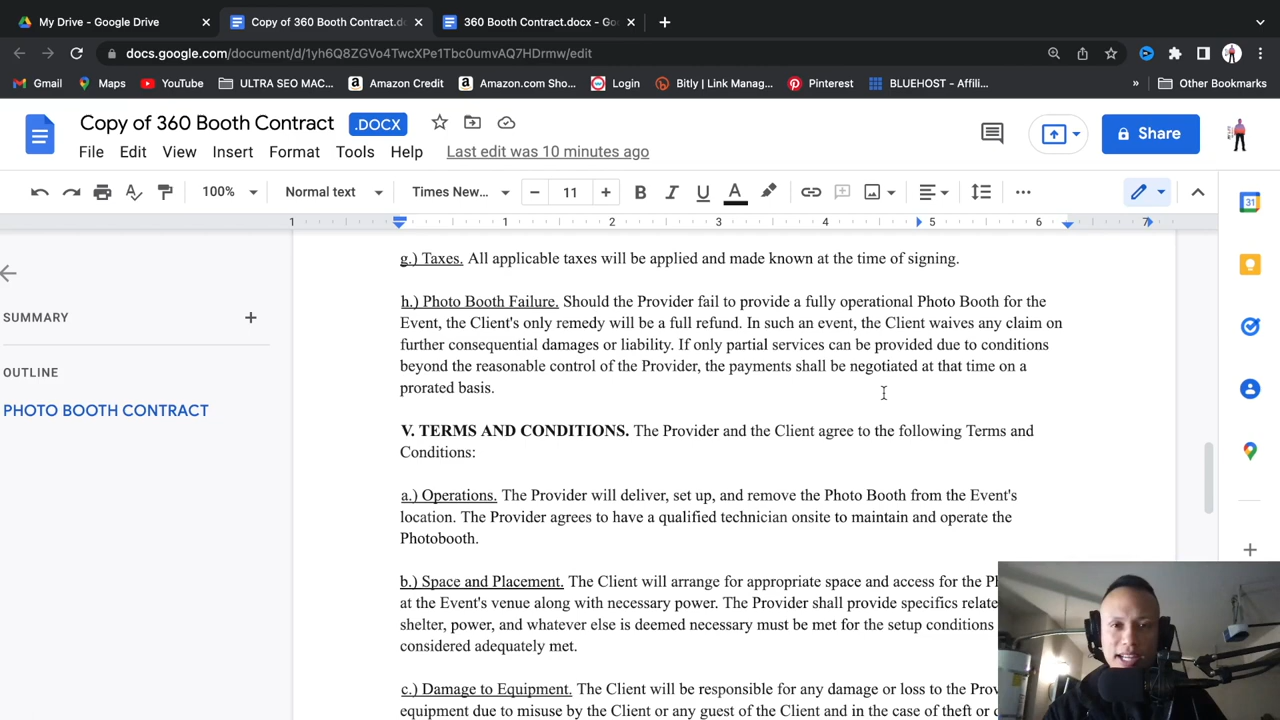 My Drive - Google Drive
Copy of 360 Booth Contract.d
360 Booth Contract.docx - Go
docs.google.com/document/d/1yh6Q8ZGVo4TwcXPe1Tbc0umvAQ7HDrmw/edit
Gmail Maps YouTube ULTRA SEO MAC... Amazon Credit Amazon.com Sho... Login Bitly | Link Manag... Pinterest BLUEHOST - Affili... » Other Bookmarks
Copy of 360 Booth Contract .DOCX
Share
File Edit View Insert Format Tools Help Last edit was 10 minutes ago
100% Normal text Times New... 11 B I U A
1 1 2 3 4 5 6 7
31
g.) Taxes. All applicable taxes will be applied and made known at the time of signing.
SUMMARY
OUTLINE
PHOTO BOOTH CONTRACT
h.) Photo Booth Failure. Should the Provider fail to provide a fully operational Photo Booth for the
Event, the Client's only remedy will be a full refund. In such an event, the Client waives any claim on
further consequential damages or liability. If only partial services can be provided due to conditions
beyond the reasonable control of the Provider, the payments shall be negotiated at that time on a
prorated basis.
V. TERMS AND CONDITIONS. The Provider and the Client agree to the following Terms and
Conditions:
a.) Operations. The Provider will deliver, set up, and remove the Photo Booth from the Event's
location. The Provider agrees to have a qualified technician onsite to maintain and operate the
Photobooth.
b.) Space and Placement. The Client will arrange for appropriate space and access for the
at the Event's venue along with necessary power. The Provider shall provide specifics relate
shelter, power, and whatever else is deemed necessary must be met for the setup conditions
considered adequately met.
c.) Damage to Equipment. The Client will be responsible for any damage or loss to the Prov
equipment due to misuse by the Client or any guest of the Client and in the case of theft or